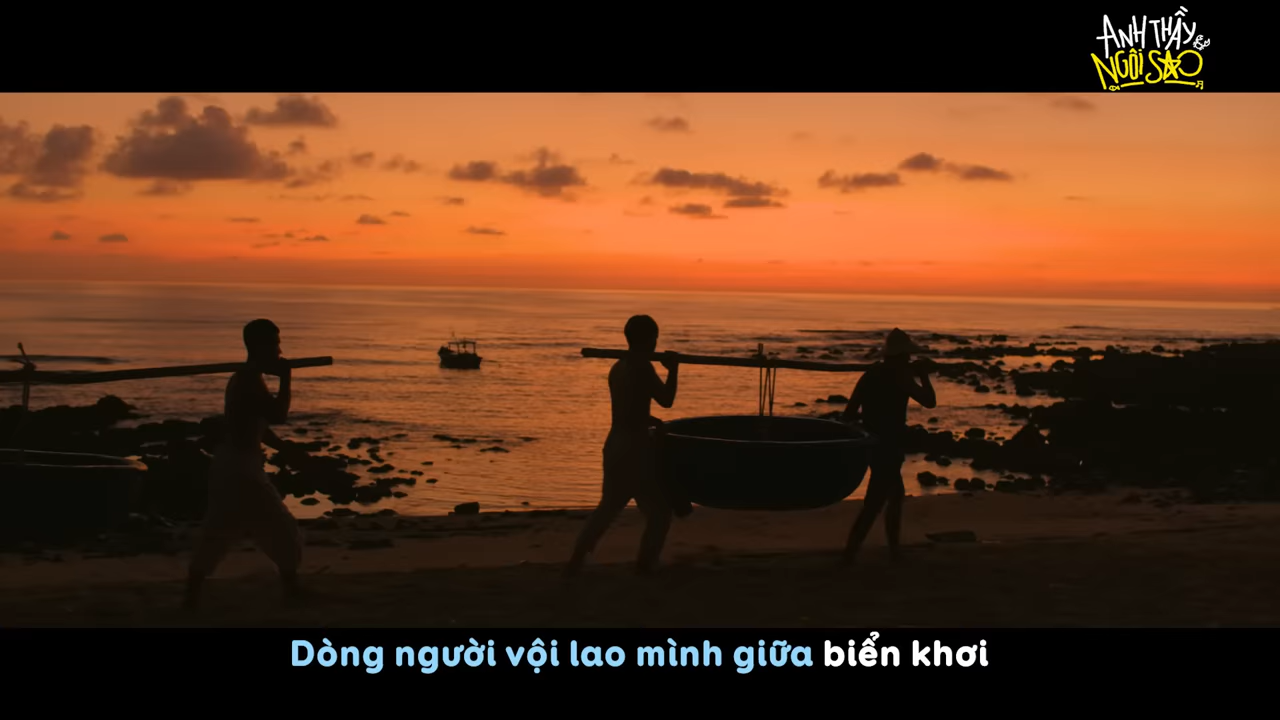 ANH THẦY
NGÔI SAO
Dòng người vội lao mình giữa biển khơi